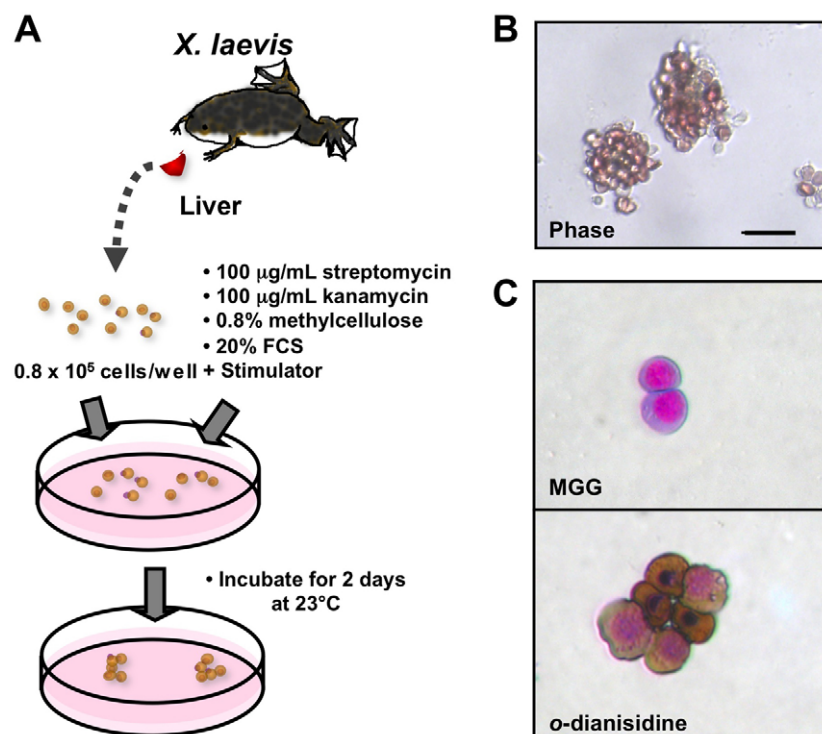 A
X. laevis
Liver
• 100 μg/mL streptomycin
• 100 μg/mL kanamycin
• 0.8% methylcellulose
• 20% FCS
0.8 x 10⁵ cells/well + Stimulator
• Incubate for 2 days
at 23°C
B
Phase
C
MGG
o-dianisidine